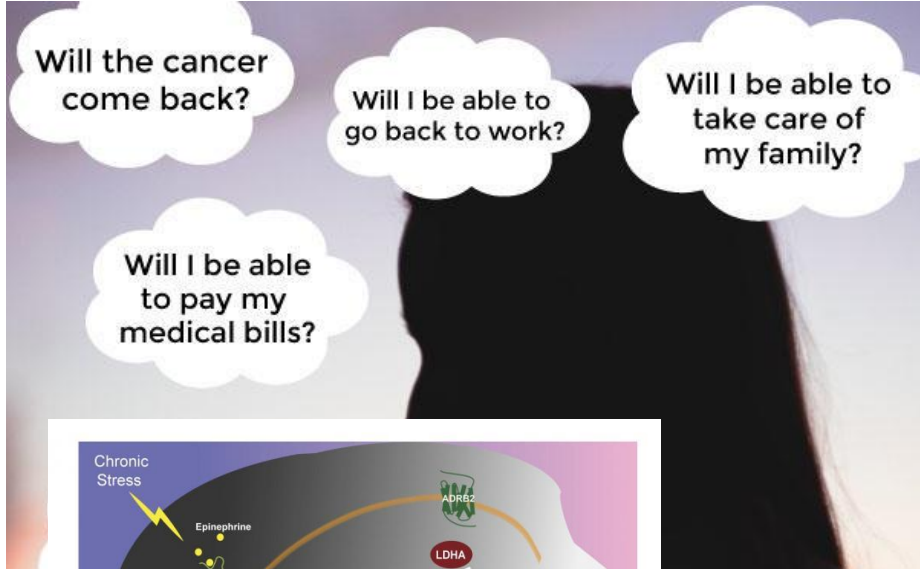 Will the cancer
come back?
Will I be able to
go back to work?
Will I be able to
take care of
my family?
Will I be able
to pay my
medical bills?
Chronic
Stress
Epinephrine
ADRB2
LDHA